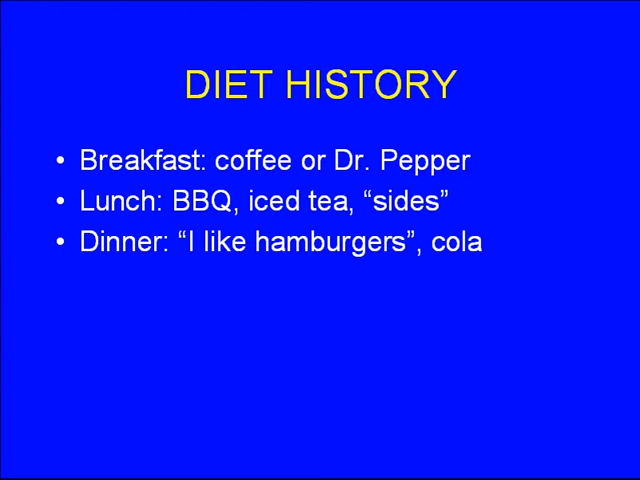 DIET HISTORY
• Breakfast: coffee or Dr. Pepper
• Lunch: BBQ, iced tea, “sides”
• Dinner: “I like hamburgers”, cola